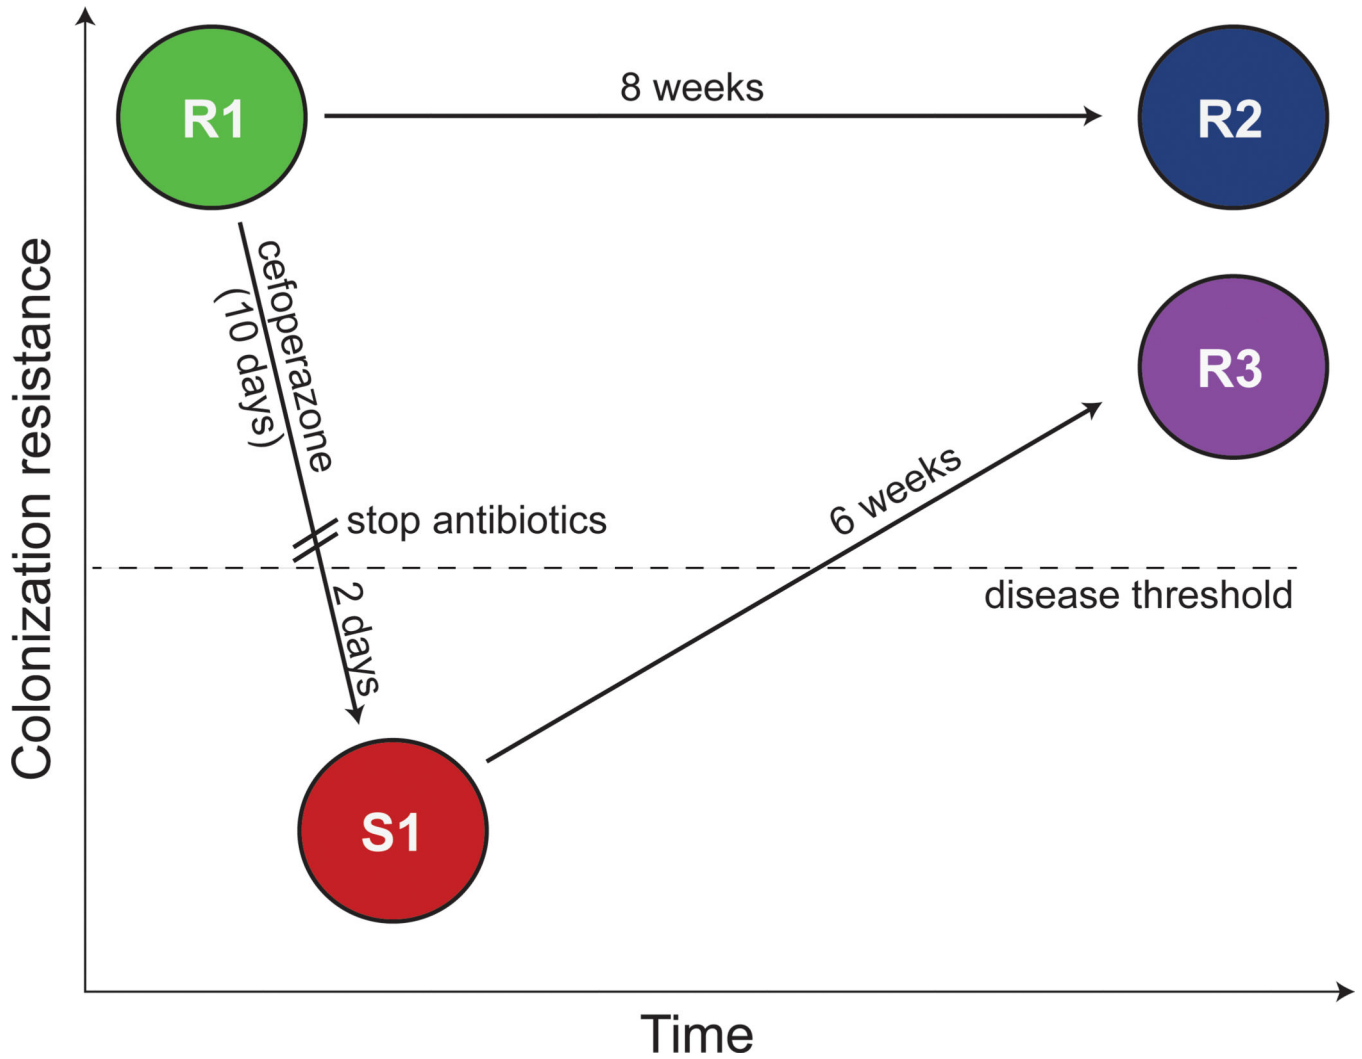 R1
8 weeks
R2
cefoperazone
(10 days)
R3
6 weeks
stop antibiotics
disease threshold
2 days
S1
Colonization resistance
Time